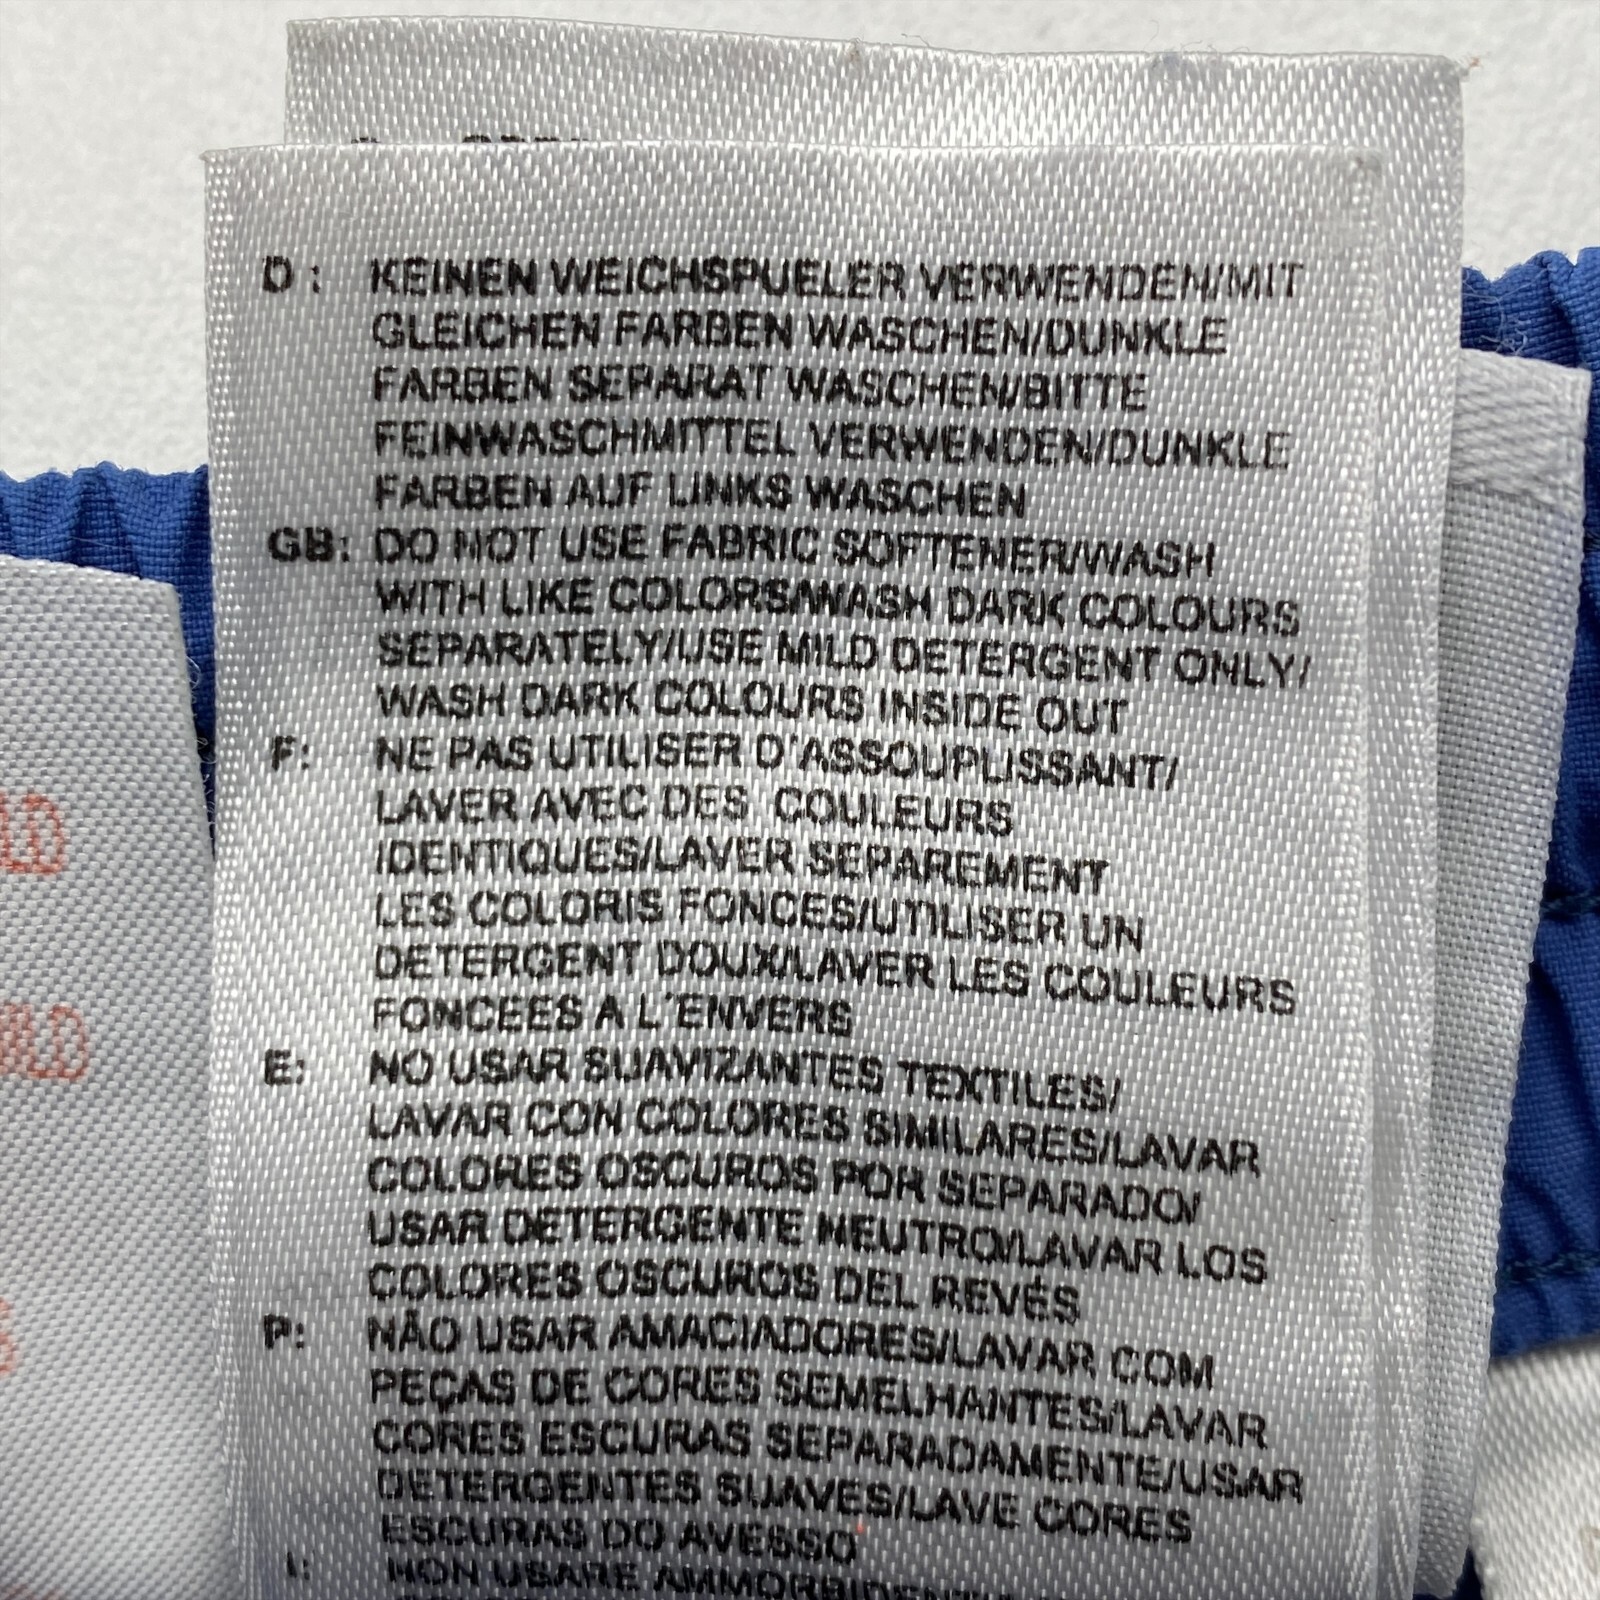 D: KEINEN WEICHSPUELER VERWENDEN/MIT
GLEICHEN FARBEN WASCHEN/DUNKLE
FARBEN SEPARAT WASCHEN/BITTE
FEINWASCHMITTEL VERWENDEN/DUNKLE
FARBEN AUF LINKS WASCHEN
GB: DO NOT USE FABRIC SOFTENER/WASH
WITH LIKE COLORS/WASH DARK COLOURS
SEPARATELY/USE MILD DETERGENT ONLY/
WASH DARK COLOURS INSIDE OUT
F: NE PAS UTILISER D'ASSOUPLISSANT/
LAVER AVEC DES COULEURS
IDENTIQUES/LAVER SEPAREMENT
LES COLORIS FONCES/UTILISER UN
DETERGENT DOUX/LAVER LES COULEURS
FONCEES A L'ENVERS
E: NO USAR SUAVIZANTES TEXTILES/
LAVAR CON COLORES SIMILARES/LAVAR
COLORES OSCUROS POR SEPARADO/
USAR DETERGENTE NEUTRO/LAVAR LOS
COLORES OSCUROS DEL REVÉS
P: NÃO USAR AMACIADORES/LAVAR COM
PEÇAS DE CORES SEMELHANTES/LAVAR
CORES ESCURAS SEPARADAMENTE/USAR
DETERGENTES SUAVES/LAVE CORES
ESCURAS DO AVESSO
I: NON USARE